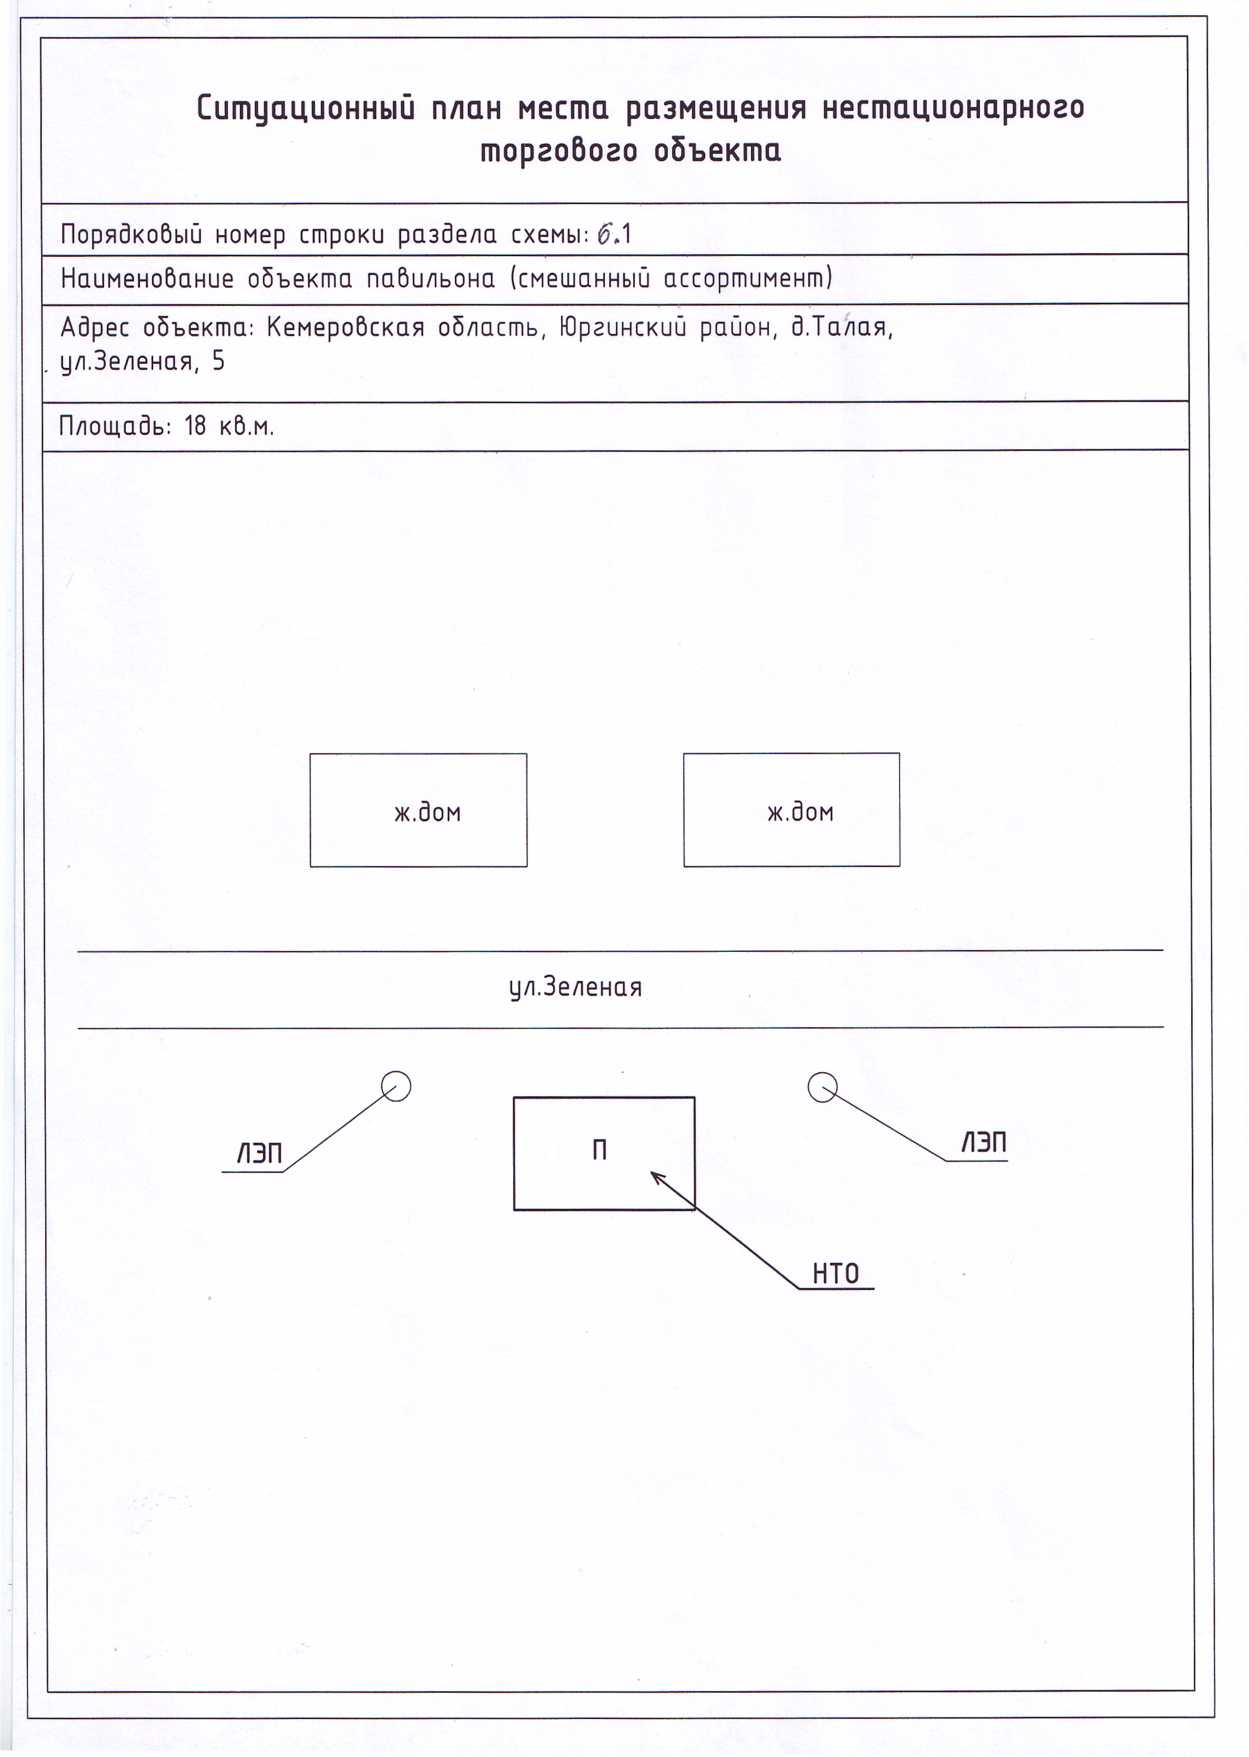 Ситуационный план места размещения нестационарного
торгового объекта
Порядковый номер строки раздела схемы: 6.1
Наименование объекта павильона (смешанный ассортимент)
Адрес объекта: Кемеровская область, Юргинский район, д.Талая,
ул.Зеленая, 5
Площадь: 18 кв.м.
ж.дом
ж.дом
ул.Зеленая
ЛЭП
П
ЛЭП
НТО